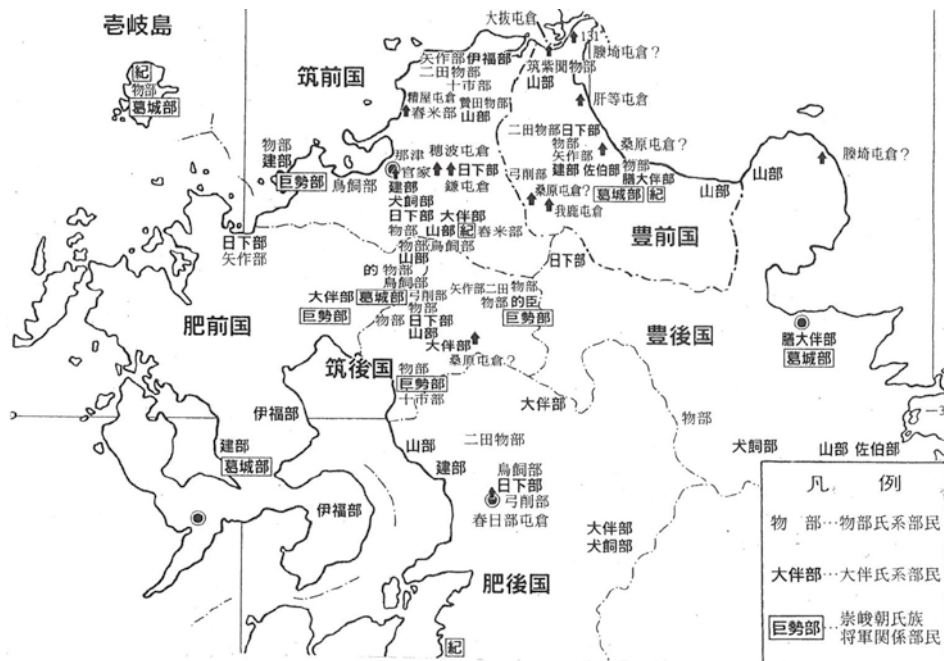 壱岐島
紀
物部
葛城部
筑前国
大抜屯倉
131
腠埼屯倉?
筑紫聞物部
山部
肝等屯倉
矢作部 伊福部
二田物部
十市部
糟屋屯倉
舂米部
贄田物部
山部
二田物部 日下部
物部
矢作部
建部 佐伯部
桑原屯倉?
物部
膳大伴部
葛城部 紀
山部
山部
腠埼屯倉?
物部
建部
巨勢部
鳥飼部
那津
官家
穂波屯倉
日下部
鎌屯倉
建部
犬飼部
日下部
物部
大伴部
山部 紀 舂米部
弓削部
桑原屯倉?
我鹿屯倉
豊前国
日下部
矢作部
物部 鳥飼部
山部
的 物部
鳥飼部
日下部
大伴部 葛城部 弓削部
巨勢部
物部
物部 日下部
山部
大伴部
矢作部 二田 物部
物部 的臣
巨勢部
桑原屯倉?
肥前国
筑後国
豊後国
膳大伴部
葛城部
物部
巨勢部
十市部
大伴部
物部
伊福部
建部
葛城部
山部
建部
二田物部
鳥飼部
日下部
弓削部
春日部屯倉
伊福部
犬飼部
山部 佐伯部
大伴部
犬飼部
肥後国
紀
凡 例
物 部…物部氏系部民
大伴部…大伴氏系部民
巨勢部…崇峻朝氏族
将軍関係部民